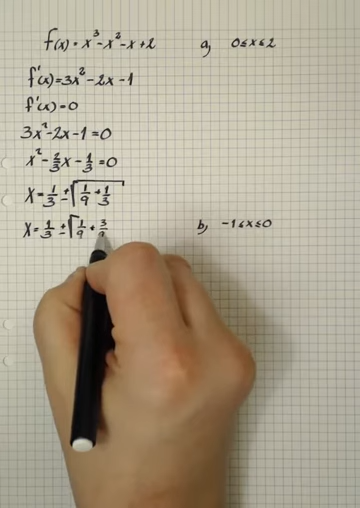 f(x) = x³-x²-x+2
a) 0≤x≤2
f'(x)=3x²-2x-1
f'(x)=0
3x²-2x-1=0
x²-2/3x-1/3=0
X=1/3±√1/9+1/3
X=1/3±√1/9+3/9
b) -1≤x≤0